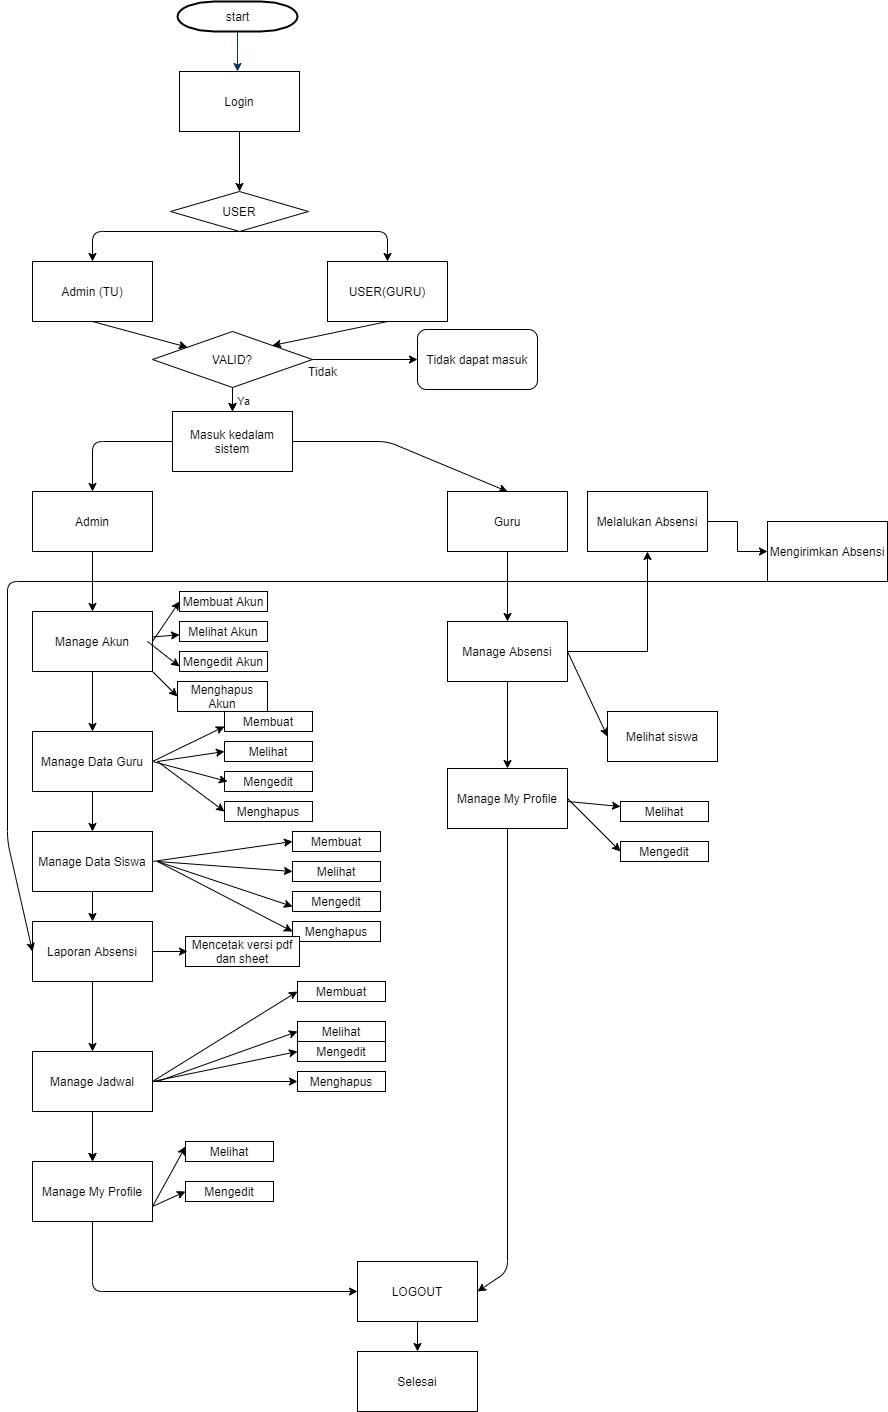 start
Login
USER
Admin (TU)
USER(GURU)
VALID?
Tidak dapat masuk
Tidak
Ya
Masuk kedalam
sistem
Admin
Guru
Melalukan Absensi
Mengirimkan Absensi
Manage Akun
Membuat Akun
Melihat Akun
Mengedit Akun
Menghapus
Akun
Manage Absensi
Melihat siswa
Manage Data Guru
Membuat
Melihat
Mengedit
Menghapus
Manage My Profile
Melihat
Mengedit
Manage Data Siswa
Membuat
Melihat
Mengedit
Menghapus
Laporan Absensi
Mencetak versi pdf
dan sheet
Manage Jadwal
Membuat
Melihat
Mengedit
Menghapus
Manage My Profile
Melihat
Mengedit
LOGOUT
Selesai